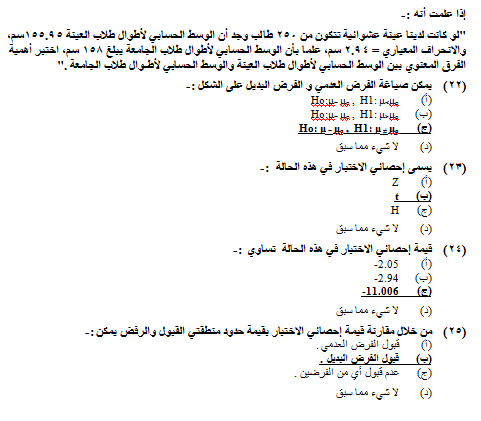 إذا علمت أنه :-
"لو كانت لدينا عينة عشوائية تتكون من ٢٥٠ طالب وجد أن الوسط الحسابي لأطوال طلاب العينة ١٥٥.٩٥سم،
والانحراف المعياري = ٢.٩٤ سم، علما بأن الوسط الحسابي لأطوال طلاب الجامعة يبلغ ١٥٨ سم، اختبر أهمية
الفرق المعنوي بين الوسط الحسابي لأطوال طلاب العينة والوسط الحسابي لأطوال طلاب الجامعة ."
(٢٢) يمكن صياغة الفرض العدمي و الفرض البديل على الشكل :-
(أ) Ho:μ=μ₀ , H1: μ>μ₀
(ب) Ho:μ=μ₀ , H1: μ<μ₀
(ج) Ho: μ = μ₀ , H1: μ ≠ μ₀
(د) لا شيء مما سبق
(٢٣) يسمى إحصائي الاختبار في هذه الحالة :-
(أ) Z
(ب) t
(ج) H
(د) لا شيء مما سبق
(٢٤) قيمة إحصائي الاختبار في هذه الحالة تساوي :-
(أ) -2.05
(ب) -2.94
(ج) -11.006
(د) لا شيء مما سبق
(٢٥) من خلال مقارنة قيمة إحصائي الاختبار بقيمة حدود منطقتي القبول والرفض يمكن:-
(أ) قبول الفرض العدمي .
(ب) قبول الفرض البديل .
(ج) عدم قبول أي من الفرضين .
(د) لا شيء مما سبق